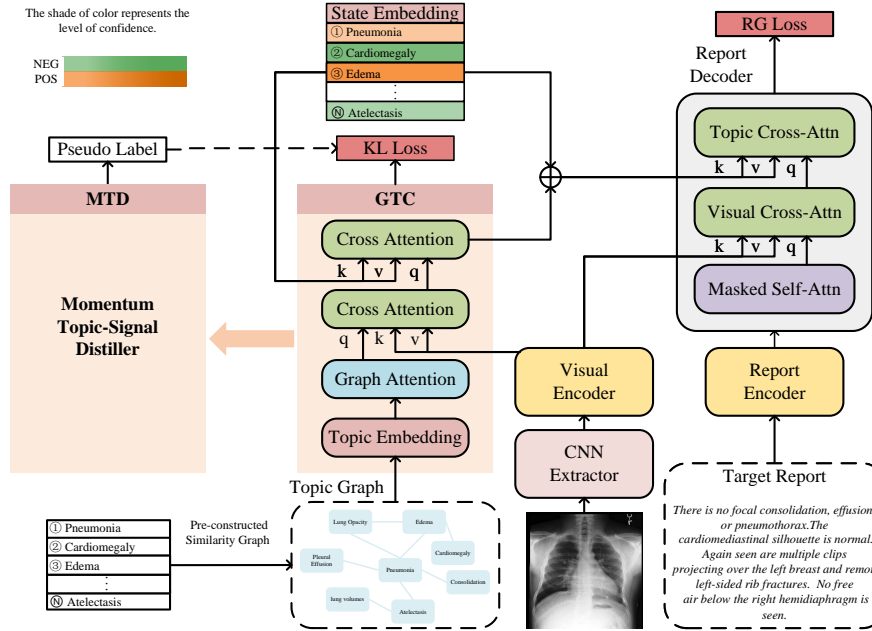 The shade of color represents the
level of confidence.
NEG
POS
State Embedding
① Pneumonia
② Cardiomegaly
③ Edema
⋮
Ⓝ Atelectasis
RG Loss
Report
Decoder
Topic Cross-Attn
k v q
Visual Cross-Attn
k v q
Masked Self-Attn
Pseudo Label
KL Loss
MTD
GTC
Momentum
Topic-Signal
Distiller
Cross Attention
k v q
Cross Attention
q k v
Graph Attention
Topic Embedding
Visual
Encoder
CNN
Extractor
Report
Encoder
Topic Graph
Lung Opacity
Edema
Pleural
Effusion
Pneumonia
Cardiomegaly
Consolidation
lung volumes
Atelectasis
① Pneumonia
② Cardiomegaly
③ Edema
⋮
Ⓝ Atelectasis
Pre-constructed
Similarity Graph
Target Report
There is no focal consolidation, effusion,
or pneumothorax.The
cardiomediastinal silhouette is normal.
Again seen are multiple clips
projecting over the left breast and remot
left-sided rib fractures. No free
air below the right hemidiaphragm is
seen.